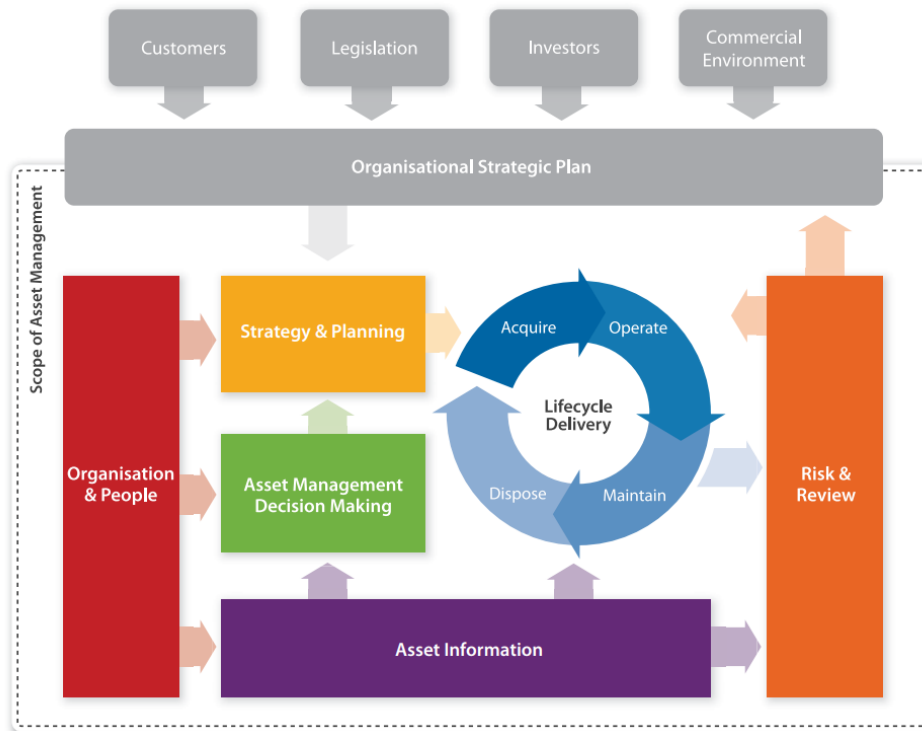 Customers
Legislation
Investors
Commercial
Environment
Organisational Strategic Plan
Scope of Asset Management
Strategy & Planning
Acquire
Operate
Lifecycle
Delivery
Organisation
& People
Asset Management
Decision Making
Dispose
Maintain
Risk &
Review
Asset Information